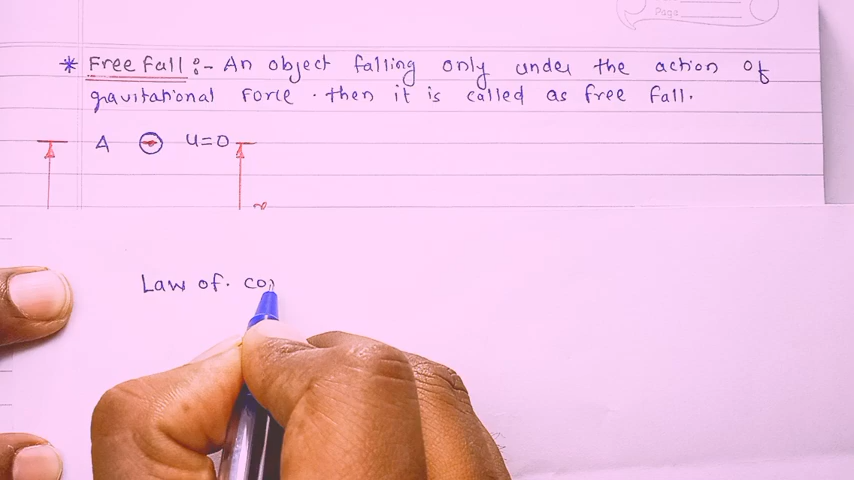 Page
* Free fall :- An object falling only under the action of
gravitational force. then it is called as free fall.
A u=0
Law of. co